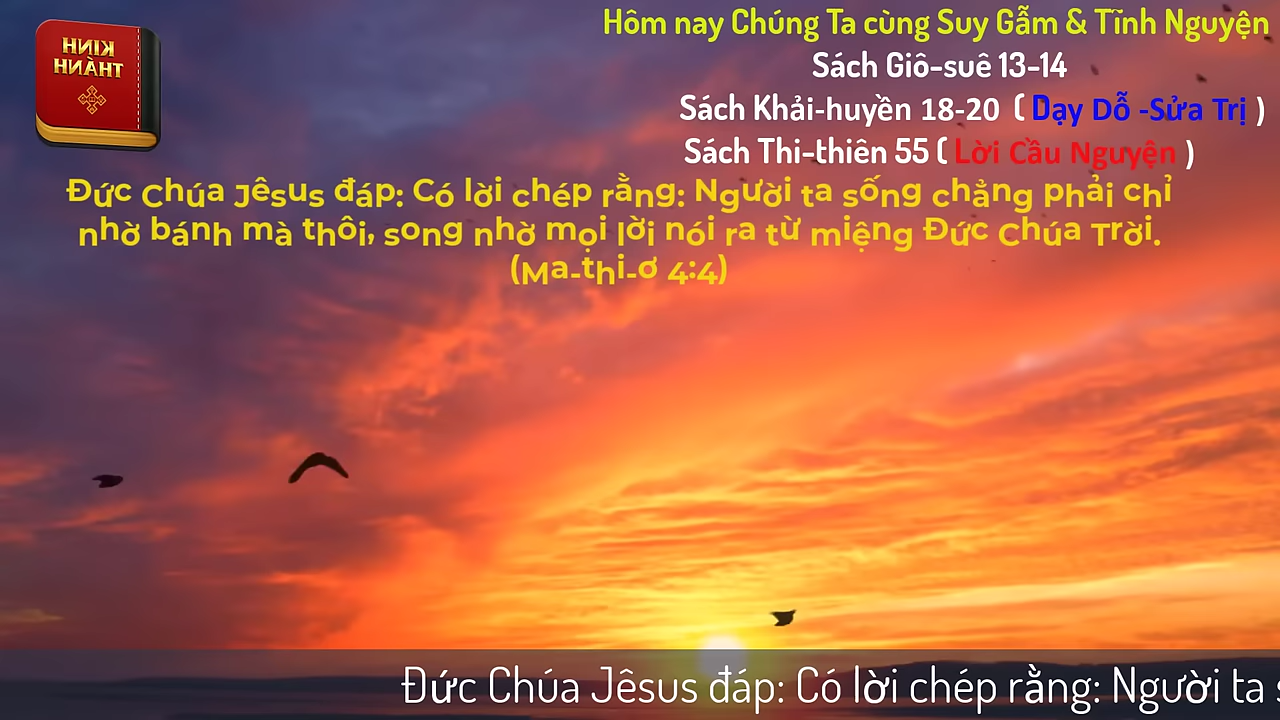 KINH
THÀNH
Hôm nay Chúng Ta cùng Suy Gẫm & Tĩnh Nguyện
Sách Giô-suê 13-14
Sách Khải-huyền 18-20 ( Dạy Dỗ -Sửa Trị )
Sách Thi-thiên 55 ( Lời Cầu Nguyện )
Đức Chúa Jêsus đáp: Có lời chép rằng: Người ta sống chẳng phải chỉ
nhờ bánh mà thôi, song nhờ mọi lời nói ra từ miệng Đức Chúa Trời.
(Ma-thi-ơ 4:4)
Đức Chúa Jêsus đáp: Có lời chép rằng: Người ta